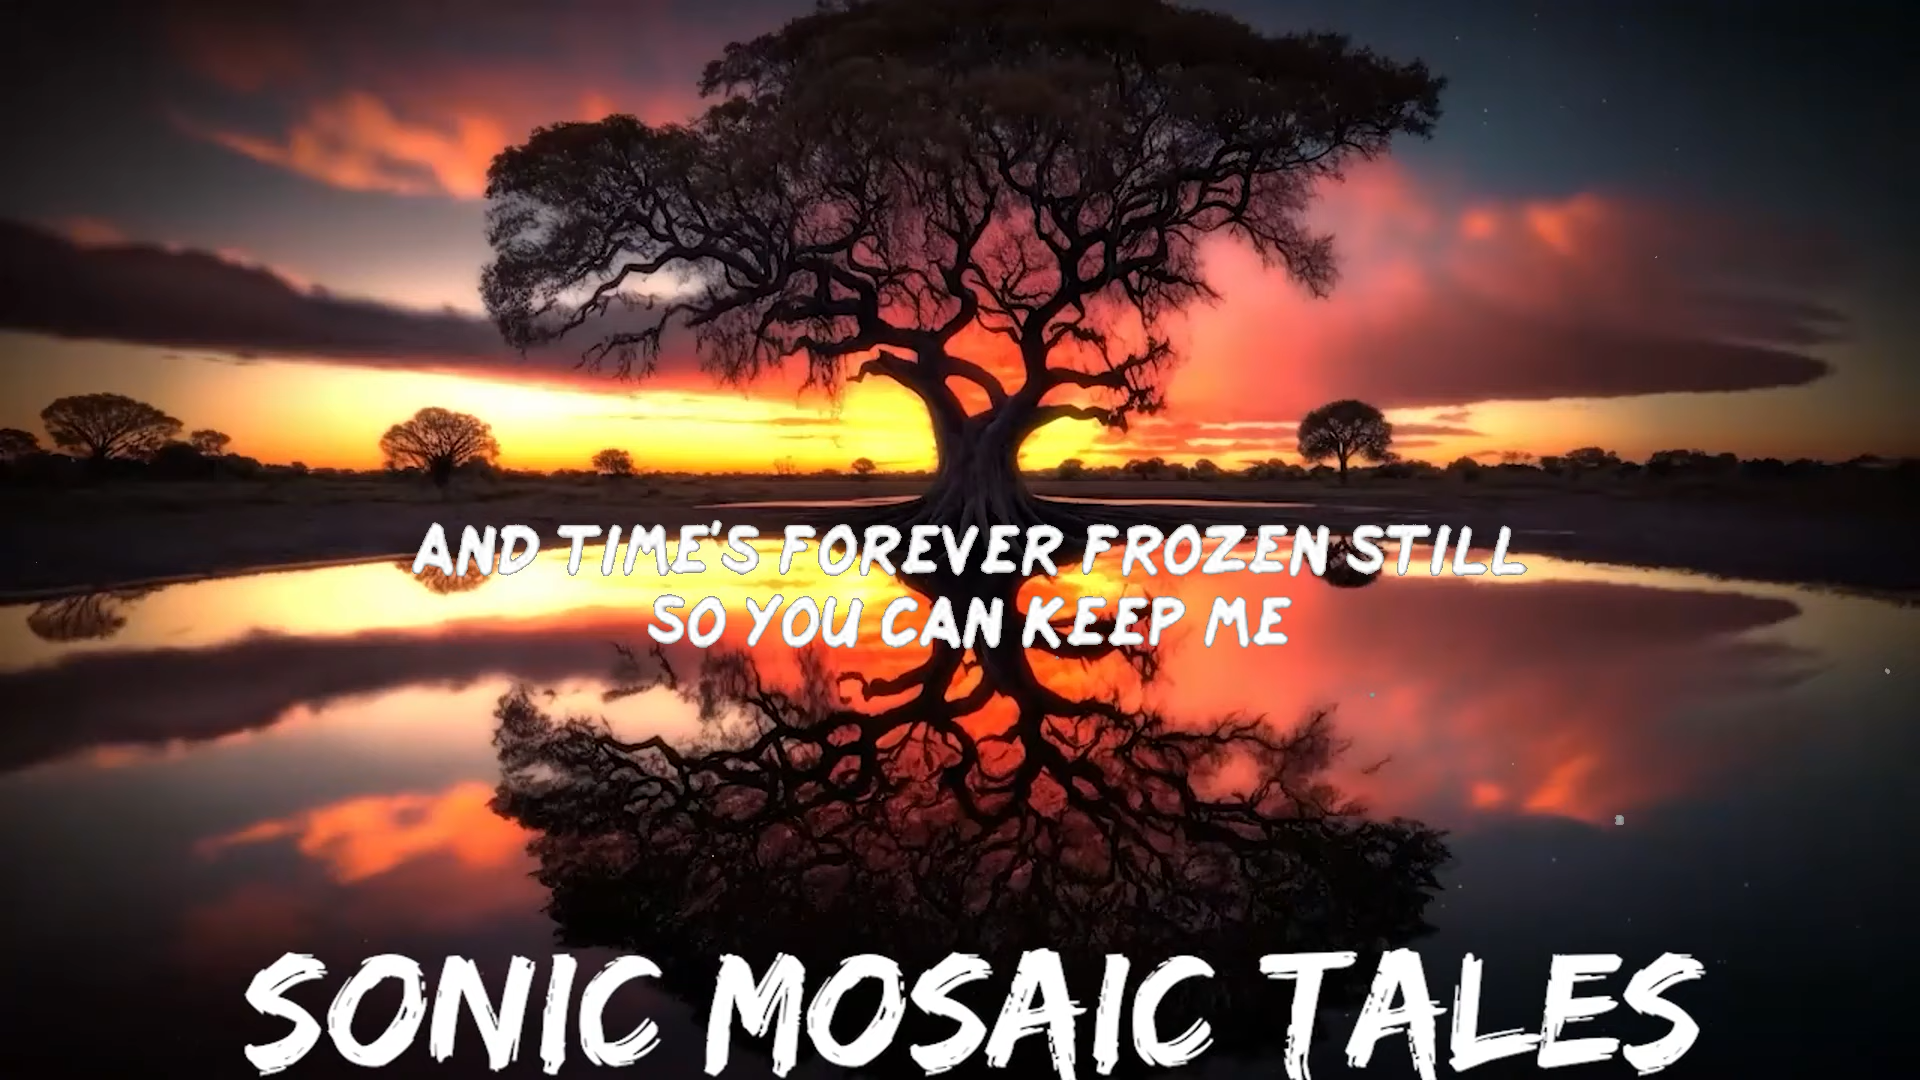 AND TIME'S FOREVER FROZEN STILL
SO YOU CAN KEEP ME
SONIC MOSAIC TALES